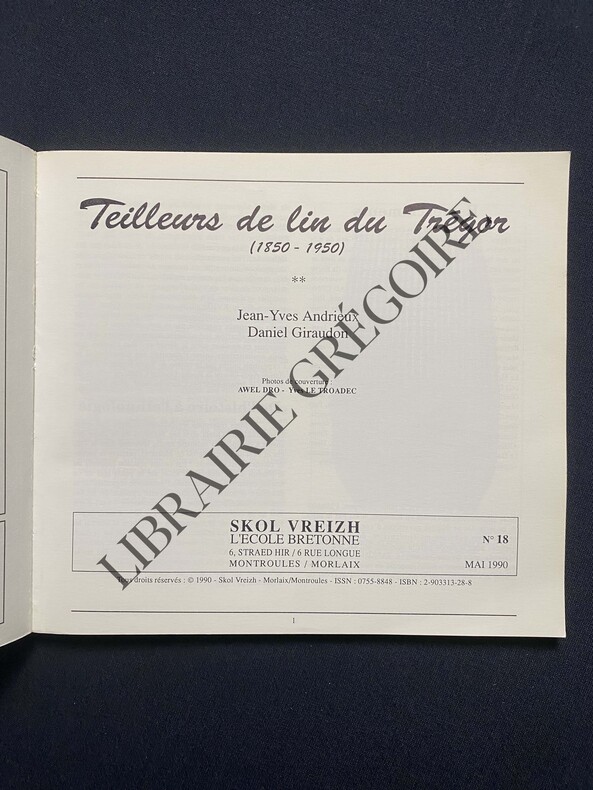 Teilleurs de lin du Trégor
(1850 - 1950)
**
Jean-Yves Andrieux
Daniel Giraudon
Photos de couverture :
AWEL DRO - Yves LE TROADEC
SKOL VREIZH
L'ECOLE BRETONNE
6, STRAED HIR / 6 RUE LONGUE
MONTROULES / MORLAIX
N° 18
MAI 1990
Tous droits réservés : © 1990 - Skol Vreizh - Morlaix/Montroules - ISSN : 0755-8848 - ISBN : 2-903313-28-8
1
LIBRAIRIE GRÉGOIRE